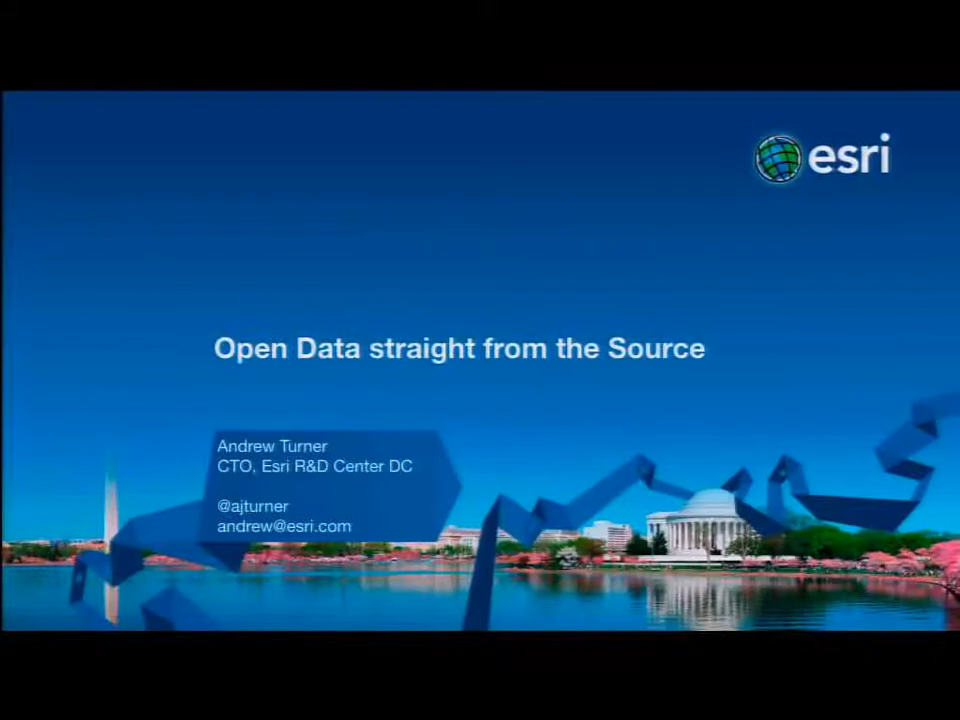 esri
Open Data straight from the Source
Andrew Turner
CTO, Esri R&D Center DC
@ajturner
andrew@esri.com